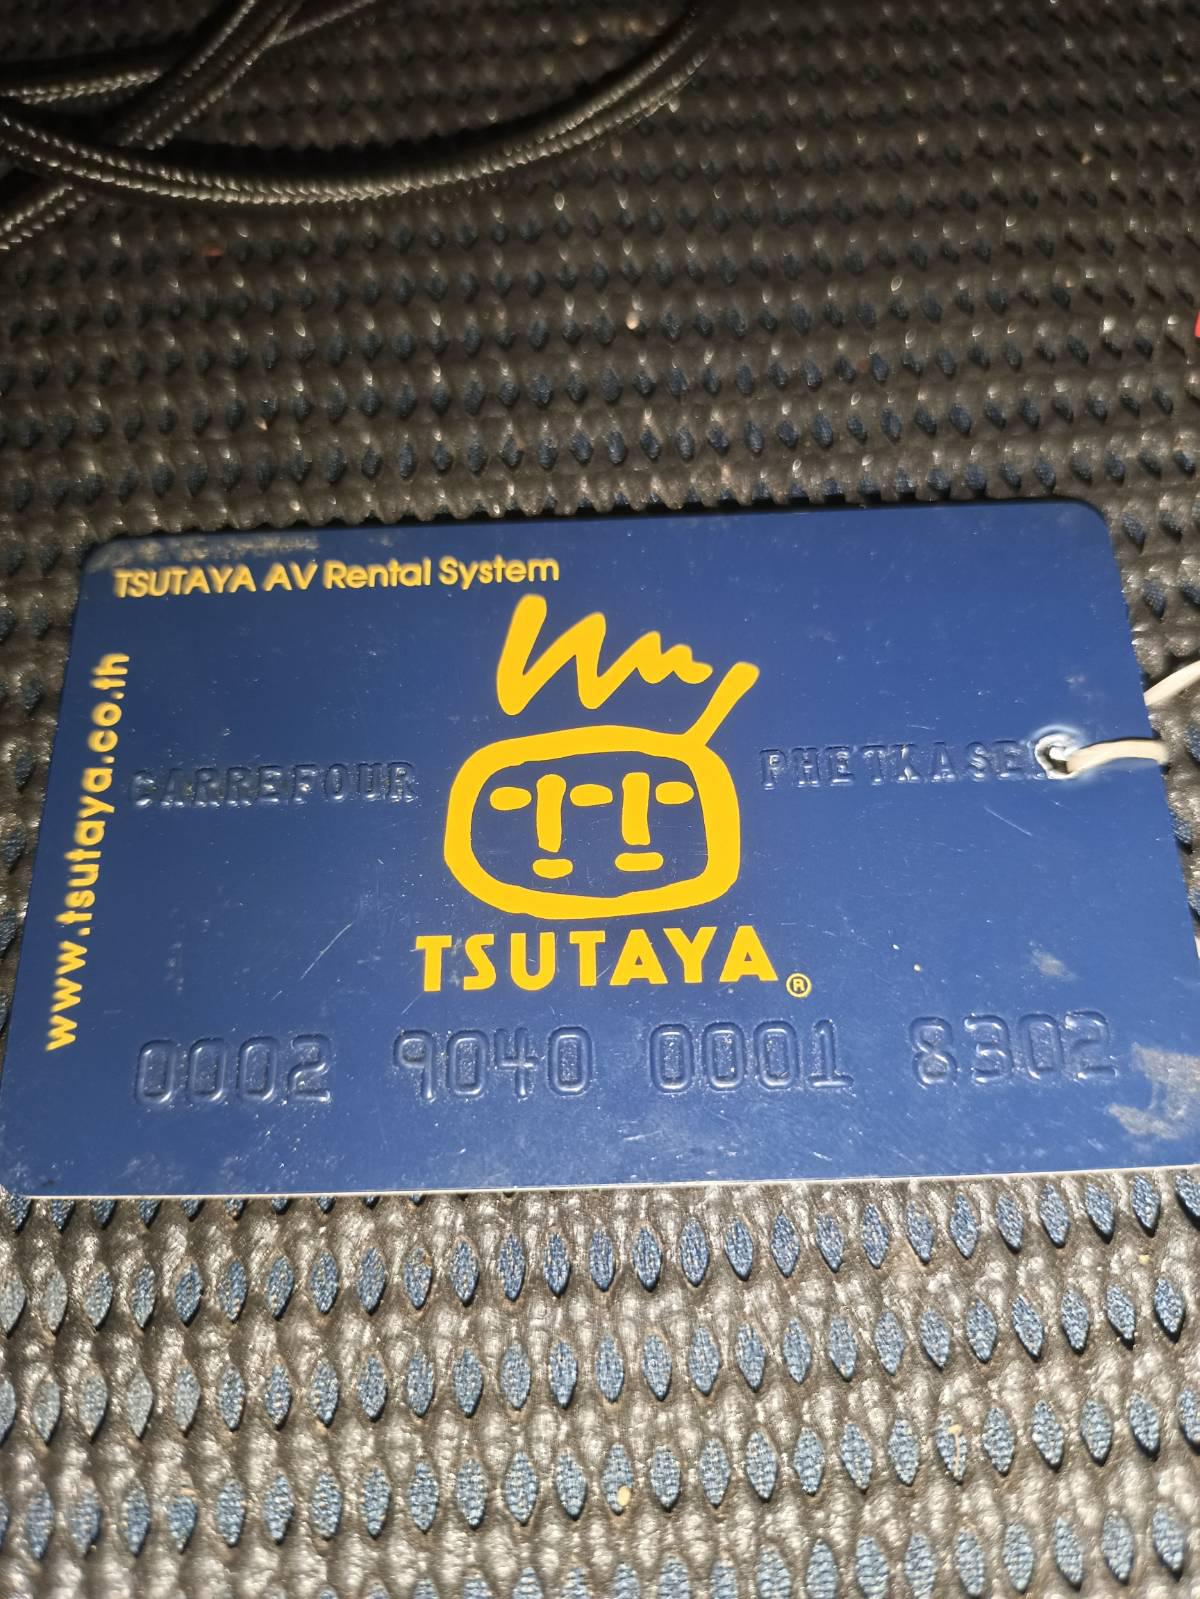 TSUTAYA AV Rental System
www.tsutaya.co.th
CARREFOUR PHETKASEM
TSUTAYA®
0002 9040 0001 8302